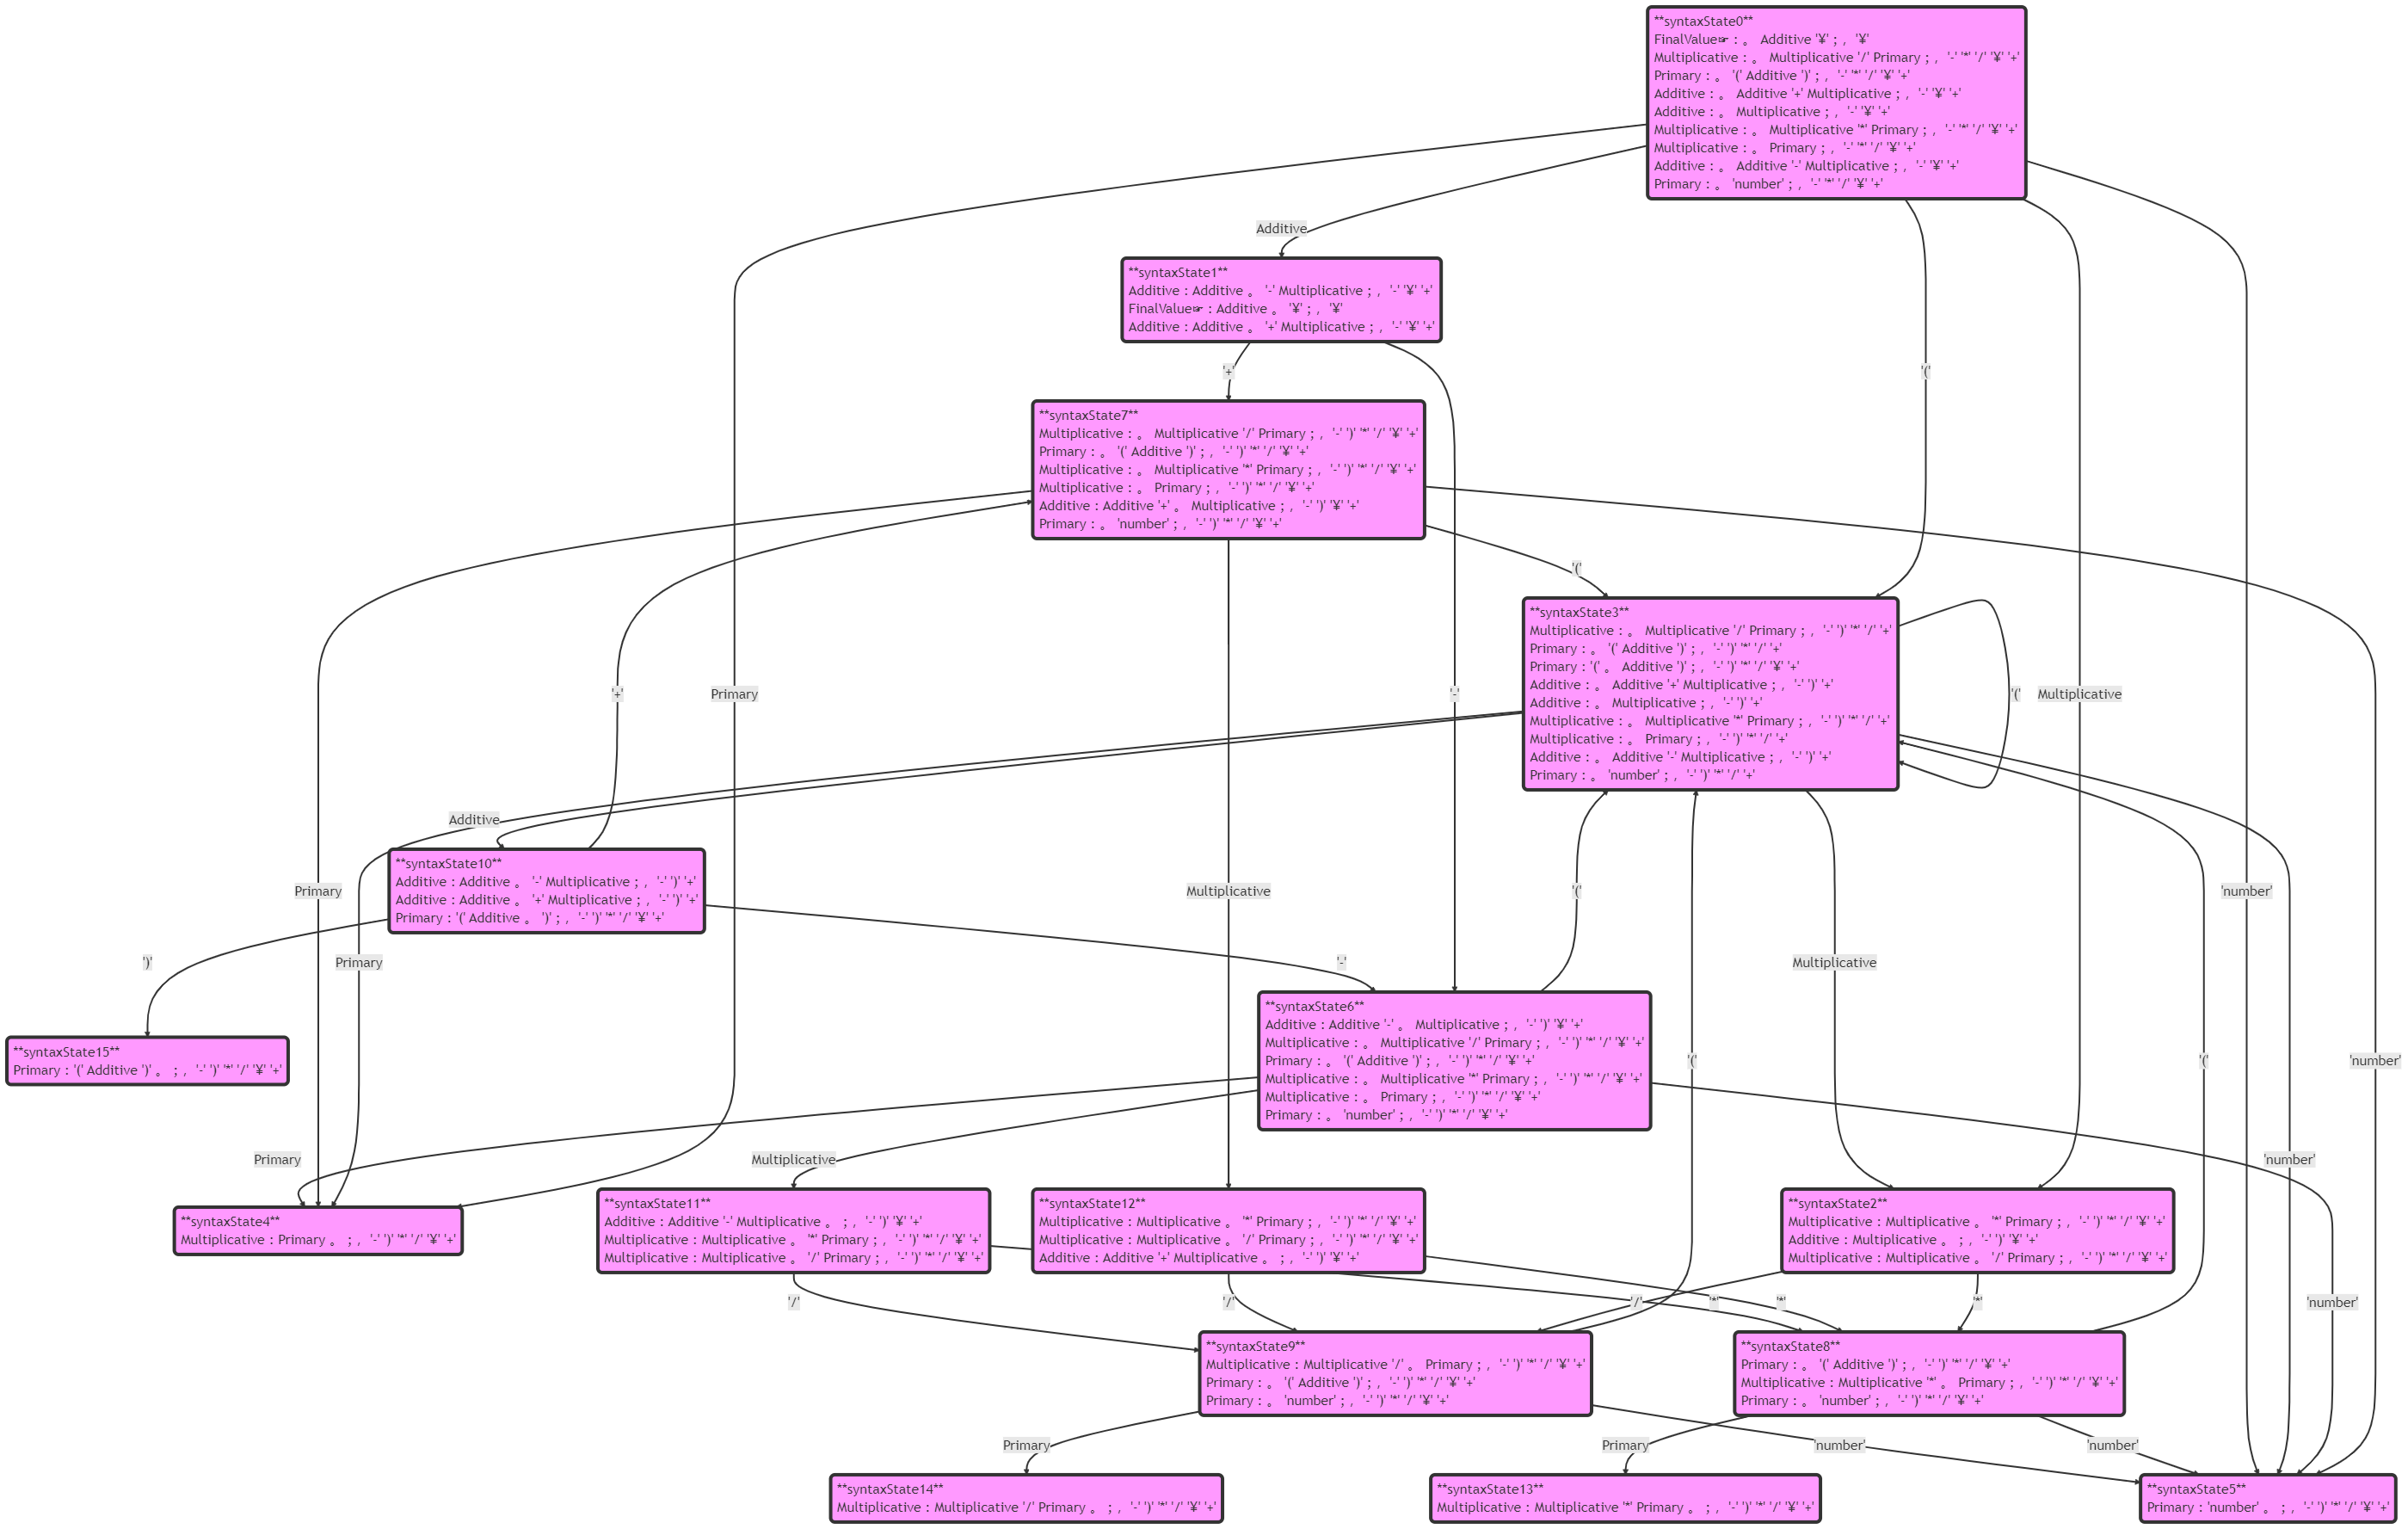 **syntaxState0**
FinalValue☛ : 。 Additive '¥' ; , '¥'
Multiplicative : 。 Multiplicative '/' Primary ; , '-' '*' '/' '¥' '+'
Primary : 。 '(' Additive ')' ; , '-' '*' '/' '¥' '+'
Additive : 。 Additive '+' Multiplicative ; , '-' '¥' '+'
Additive : 。 Multiplicative ; , '-' '¥' '+'
Multiplicative : 。 Multiplicative '*' Primary ; , '-' '*' '/' '¥' '+'
Multiplicative : 。 Primary ; , '-' '*' '/' '¥' '+'
Additive : 。 Additive '-' Multiplicative ; , '-' '¥' '+'
Primary : 。 'number' ; , '-' '*' '/' '¥' '+'
Additive
**syntaxState1**
Additive : Additive 。 '-' Multiplicative ; , '-' '¥' '+'
FinalValue☛ : Additive 。 '¥' ; , '¥'
Additive : Additive 。 '+' Multiplicative ; , '-' '¥' '+'
'+'
'('
**syntaxState7**
Multiplicative : 。 Multiplicative '/' Primary ; , '-' ')' '*' '/' '¥' '+'
Primary : 。 '(' Additive ')' ; , '-' ')' '*' '/' '¥' '+'
Multiplicative : 。 Multiplicative '*' Primary ; , '-' ')' '*' '/' '¥' '+'
Multiplicative : 。 Primary ; , '-' ')' '*' '/' '¥' '+'
Additive : Additive '+' 。 Multiplicative ; , '-' ')' '¥' '+'
Primary : 。 'number' ; , '-' ')' '*' '/' '¥' '+'
'('
**syntaxState3**
Multiplicative : 。 Multiplicative '/' Primary ; , '-' ')' '*' '/' '+'
Primary : 。 '(' Additive ')' ; , '-' ')' '*' '/' '+'
Primary : '(' 。 Additive ')' ; , '-' ')' '*' '/' '¥' '+'
Additive : 。 Additive '+' Multiplicative ; , '-' ')' '+'
Additive : 。 Multiplicative ; , '-' ')' '+'
Multiplicative : 。 Multiplicative '*' Primary ; , '-' ')' '*' '/' '+'
Multiplicative : 。 Primary ; , '-' ')' '*' '/' '+'
Additive : 。 Additive '-' Multiplicative ; , '-' ')' '+'
Primary : 。 'number' ; , '-' ')' '*' '/' '+'
'+'
Primary
'-'
'('
Multiplicative
Additive
**syntaxState10**
Additive : Additive 。 '-' Multiplicative ; , '-' ')' '+'
Additive : Additive 。 '+' Multiplicative ; , '-' ')' '+'
Primary : '(' Additive 。 ')' ; , '-' ')' '*' '/' '¥' '+'
Primary
Multiplicative
'('
'number'
')'
Primary
'-'
Multiplicative
**syntaxState15**
Primary : '(' Additive ')' 。 ; , '-' ')' '*' '/' '¥' '+'
**syntaxState6**
Additive : Additive '-' 。 Multiplicative ; , '-' ')' '¥' '+'
Multiplicative : 。 Multiplicative '/' Primary ; , '-' ')' '*' '/' '¥' '+'
Primary : 。 '(' Additive ')' ; , '-' ')' '*' '/' '¥' '+'
Multiplicative : 。 Multiplicative '*' Primary ; , '-' ')' '*' '/' '¥' '+'
Multiplicative : 。 Primary ; , '-' ')' '*' '/' '¥' '+'
Primary : 。 'number' ; , '-' ')' '*' '/' '¥' '+'
'('
'('
'number'
Primary
Multiplicative
'number'
**syntaxState4**
Multiplicative : Primary 。 ; , '-' ')' '*' '/' '¥' '+'
**syntaxState11**
Additive : Additive '-' Multiplicative 。 ; , '-' ')' '¥' '+'
Multiplicative : Multiplicative 。 '*' Primary ; , '-' ')' '*' '/' '¥' '+'
Multiplicative : Multiplicative 。 '/' Primary ; , '-' ')' '*' '/' '¥' '+'
**syntaxState12**
Multiplicative : Multiplicative 。 '*' Primary ; , '-' ')' '*' '/' '¥' '+'
Multiplicative : Multiplicative 。 '/' Primary ; , '-' ')' '*' '/' '¥' '+'
Additive : Additive '+' Multiplicative 。 ; , '-' ')' '¥' '+'
**syntaxState2**
Multiplicative : Multiplicative 。 '*' Primary ; , '-' ')' '*' '/' '¥' '+'
Additive : Multiplicative 。 ; , '-' ')' '¥' '+'
Multiplicative : Multiplicative 。 '/' Primary ; , '-' ')' '*' '/' '¥' '+'
'/'
'/'
'/'
'*'
'*'
'*'
'number'
**syntaxState9**
Multiplicative : Multiplicative '/' 。 Primary ; , '-' ')' '*' '/' '¥' '+'
Primary : 。 '(' Additive ')' ; , '-' ')' '*' '/' '¥' '+'
Primary : 。 'number' ; , '-' ')' '*' '/' '¥' '+'
**syntaxState8**
Primary : 。 '(' Additive ')' ; , '-' ')' '*' '/' '¥' '+'
Multiplicative : Multiplicative '*' 。 Primary ; , '-' ')' '*' '/' '¥' '+'
Primary : 。 'number' ; , '-' ')' '*' '/' '¥' '+'
Primary
Primary
'number'
'number'
**syntaxState14**
Multiplicative : Multiplicative '/' Primary 。 ; , '-' ')' '*' '/' '¥' '+'
**syntaxState13**
Multiplicative : Multiplicative '*' Primary 。 ; , '-' ')' '*' '/' '¥' '+'
**syntaxState5**
Primary : 'number' 。 ; , '-' ')' '*' '/' '¥' '+'